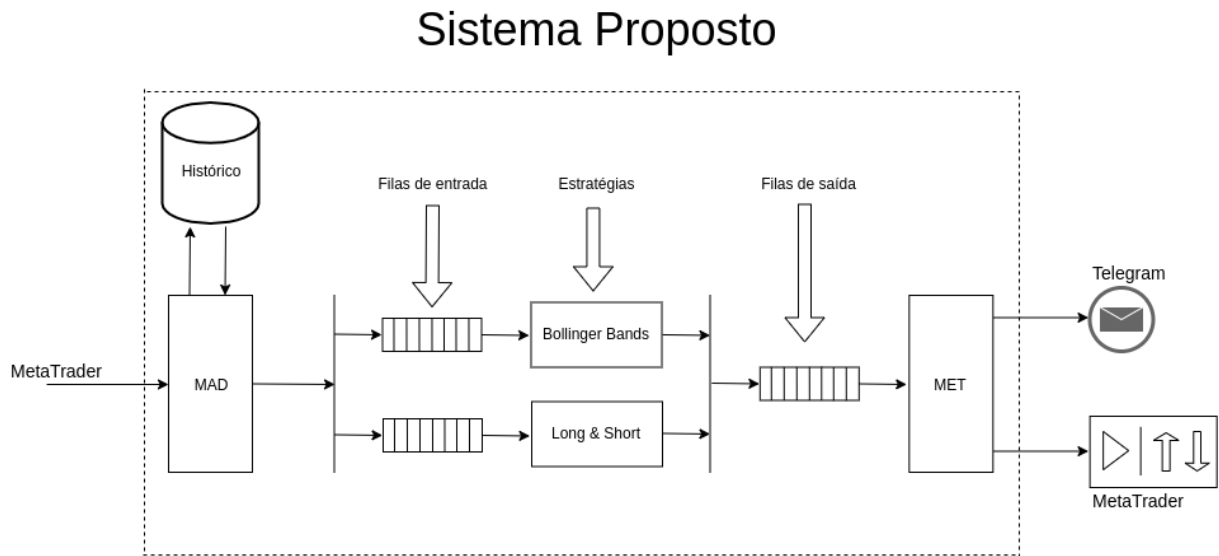 Sistema Proposto
Histórico
Filas de entrada
Estratégias
Filas de saída
Telegram
Bollinger Bands
MetaTrader
MAD
MET
Long & Short
MetaTrader